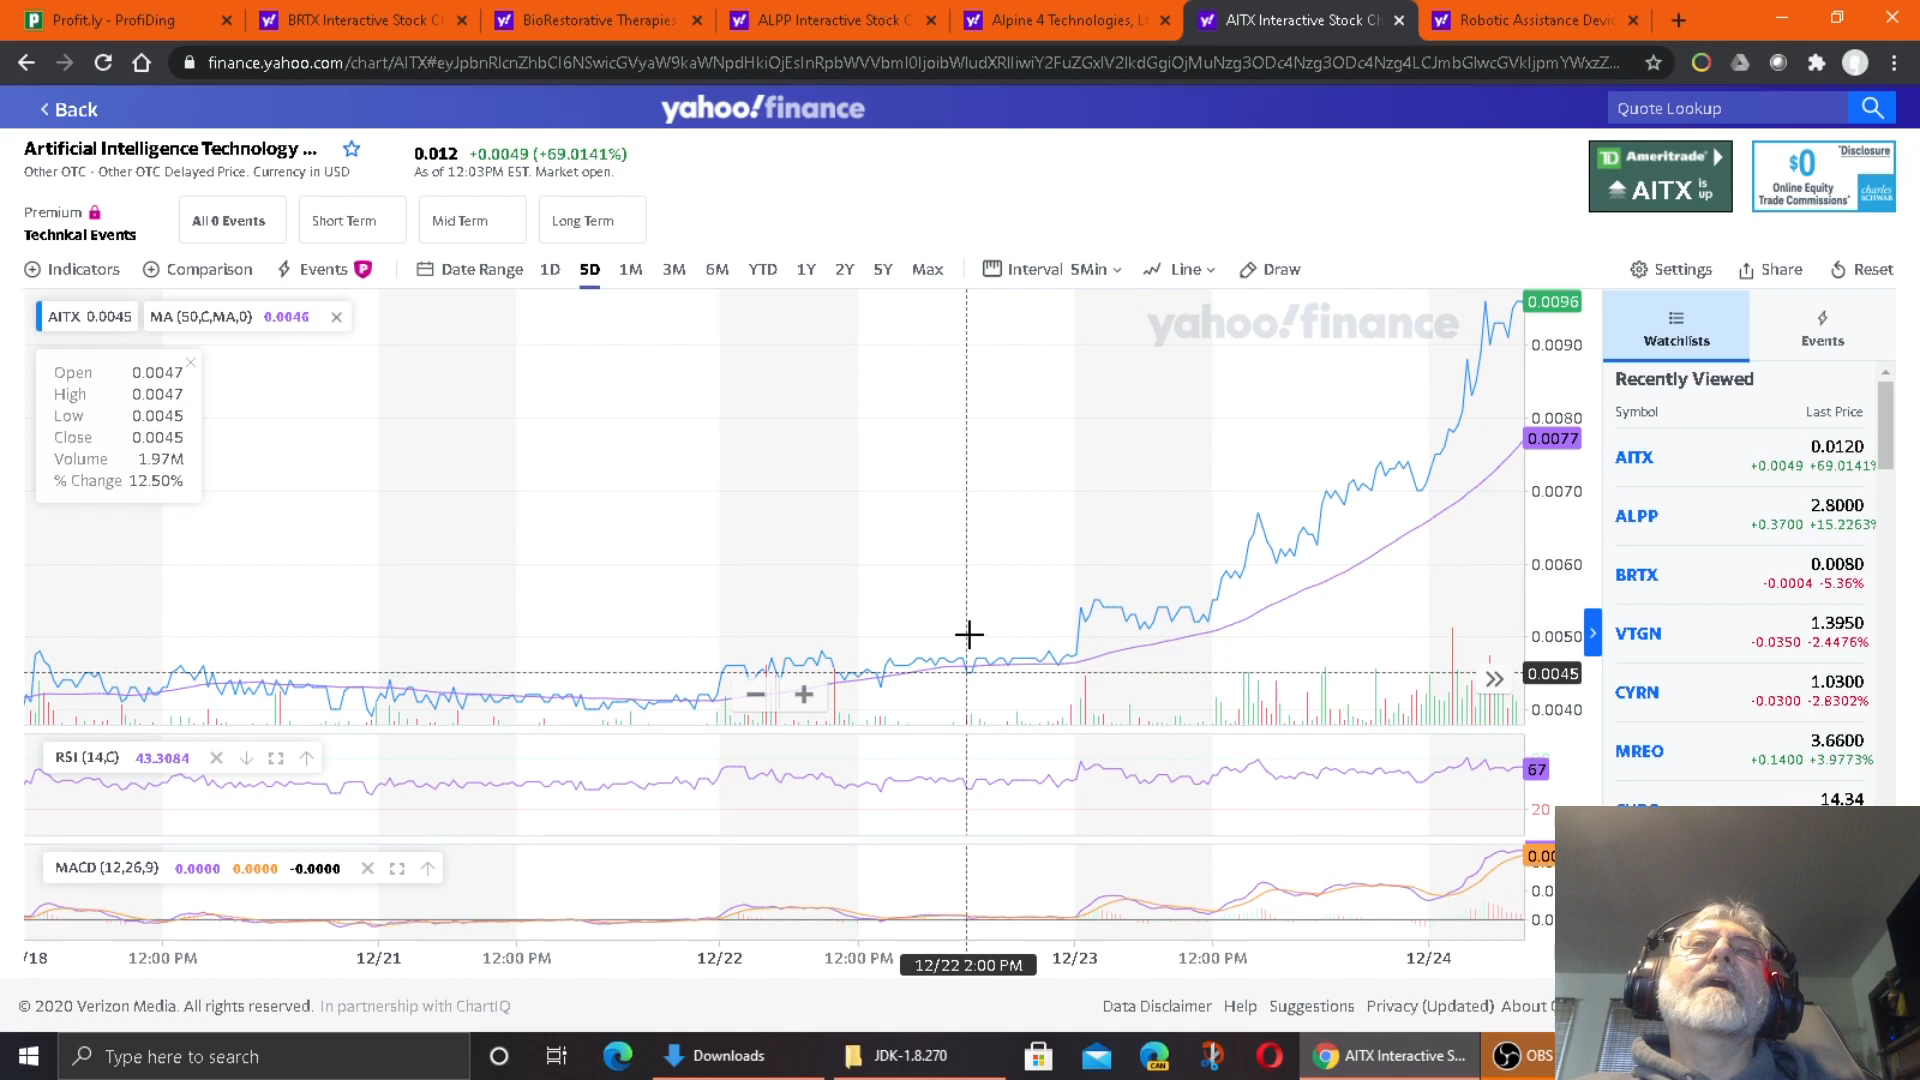 Profit.ly - ProfiDing
BRTX Interactive Stock Ch
BioRestorative Therapies
ALPP Interactive Stock C
Alpine 4 Technologies, Lt
AITX Interactive Stock Ch
Robotic Assistance Devic
Back
yahoo!finance
Quote Lookup
Artificial Intelligence Technology ...
0.012 +0.0049 (+69.0141%)
Other OTC - Other OTC Delayed Price. Currency in USD
As of 12:03PM EST. Market open.
TD Ameritrade
AITX is up
*Disclosure
$0
Online Equity
Trade Commissions*
charles
SCHWAB
Premium
Technical Events
All 0 Events
Short Term
Mid Term
Long Term
Indicators
Comparison
Events P
Date Range 1D 5D 1M 3M 6M YTD 1Y 2Y 5Y Max
Interval 5Min
Line
Draw
Settings
Share
Reset
AITX 0.0045
MA (50,C,MA,0) 0.0046
yahoo!finance
Open 0.0047
High 0.0047
Low 0.0045
Close 0.0045
Volume 1.97M
% Change 12.50%
0.0096
0.0090
0.0080
0.0077
0.0070
0.0060
0.0050
0.0045
0.0040
RSI (14,C) 43.3084
67
20
MACD (12,26,9) 0.0000 0.0000 -0.0000
0.00
0.0
0.0
/18
12:00 PM
12/21
12:00 PM
12/22
12:00 PM
12/22 2:00 PM
12/23
12:00 PM
12/24
Watchlists
Events
Recently Viewed
Symbol Last Price
AITX 0.0120
+0.0049 +69.0141%
ALPP 2.8000
+0.3700 +15.2263%
BRTX 0.0080
-0.0004 -5.36%
VTGN 1.3950
-0.0350 -2.4476%
CYRN 1.0300
-0.0300 -2.8302%
MREO 3.6600
+0.1400 +3.9773%
14.34
© 2020 Verizon Media. All rights reserved. In partnership with ChartIQ
Data Disclaimer Help Suggestions Privacy (Updated) About
Type here to search
Downloads
JDK-1.8.270
CAN
AITX Interactive S...
OBS